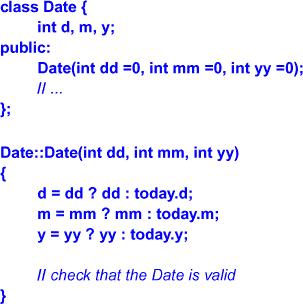 class Date {
int d, m, y;
public:
Date(int dd =0, int mm =0, int yy =0);
// ...
};
Date::Date(int dd, int mm, int yy)
{
d = dd ? dd : today.d;
m = mm ? mm : today.m;
y = yy ? yy : today.y;
// check that the Date is valid
}